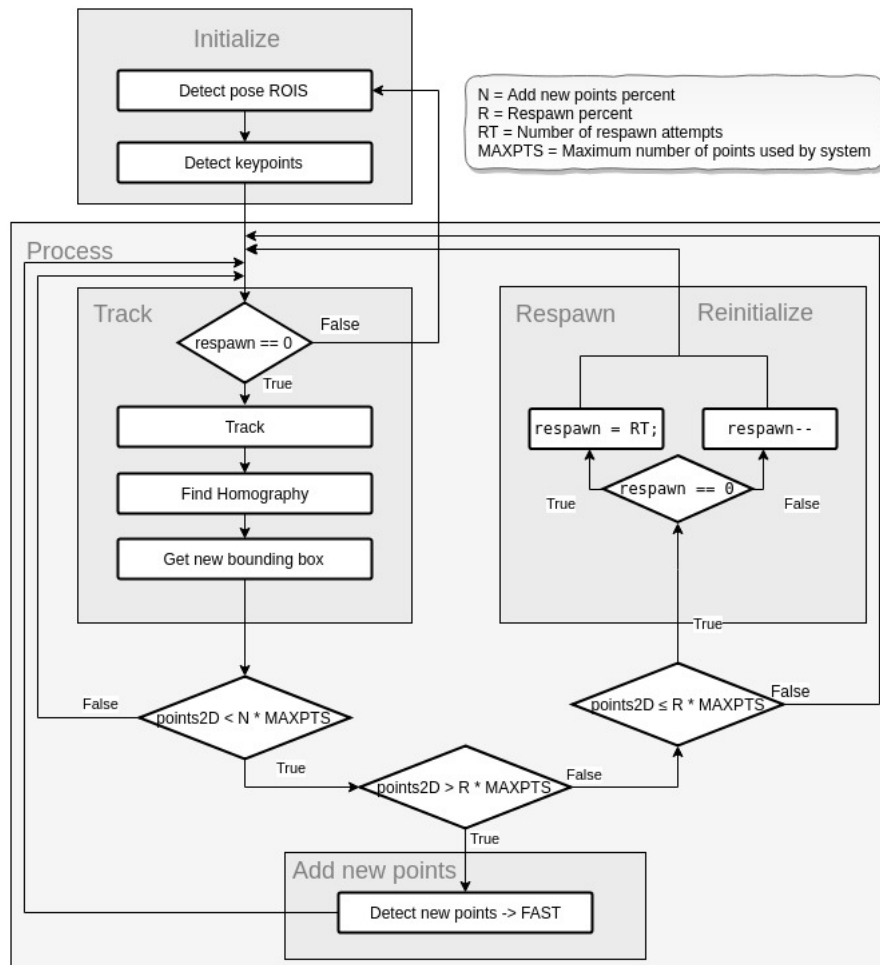 Initialize
Detect pose ROIS
Detect keypoints
N = Add new points percent
R = Respawn percent
RT = Number of respawn attempts
MAXPTS = Maximum number of points used by system
Process
Track
respawn == 0
False
True
Track
Find Homography
Get new bounding box
Respawn
Reinitialize
respawn = RT;
respawn--
respawn == 0
True
False
True
False
points2D < N * MAXPTS
True
points2D ≤ R * MAXPTS
False
points2D > R * MAXPTS
False
True
Add new points
Detect new points -> FAST